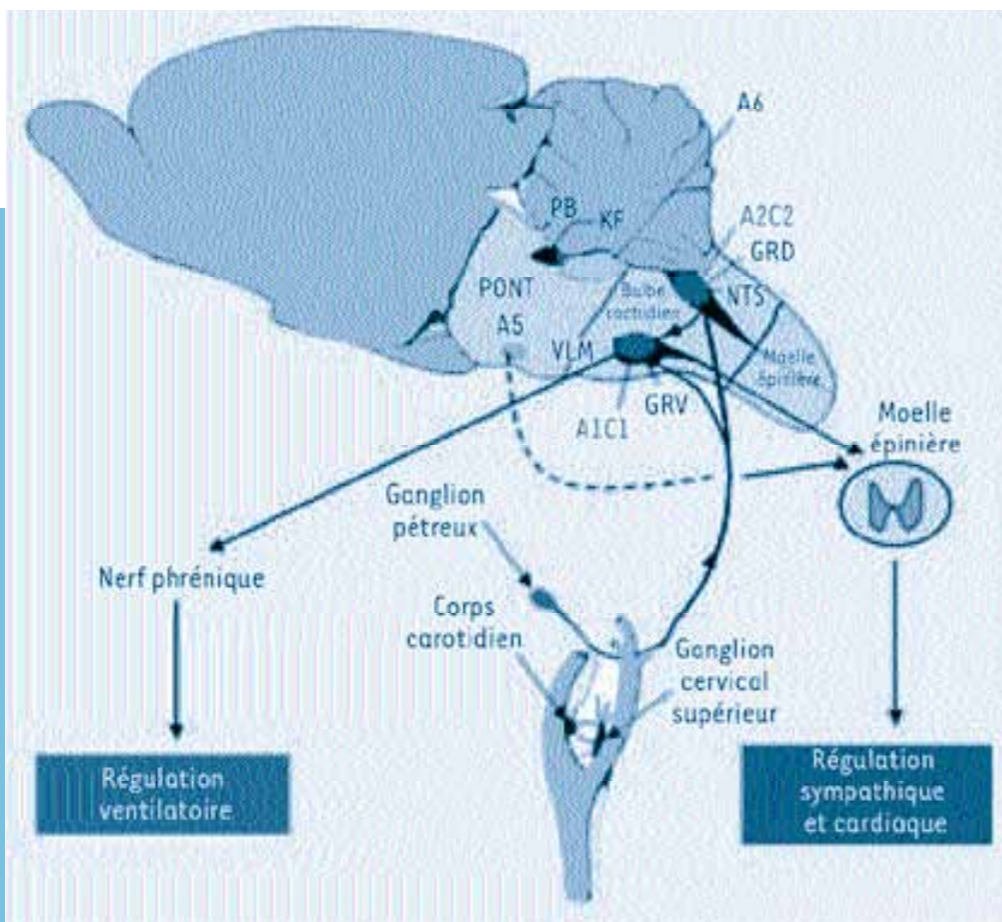 A6
PB
KF
A2C2
GRD
PONT
Bulbe
NTS
A5
VLM
Moelle
épinière
GRV
A1C1
Moelle
épinière
Ganglion
pétreux
Nerf phrénique
Corps
carotidien
Ganglion
cervical
supérieur
Régulation
ventilatoire
Régulation
sympathique
et cardiaque